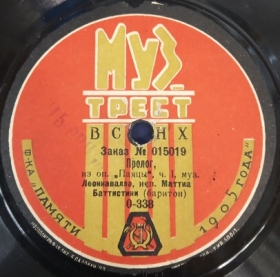 Муз
ТРЕСТ
ВСНХ
Заказ № 015019
Пролог,
из оп. „Паяцы", ч. I, муз.
Леонкавалло, исп. Маттиа
Баттистини (баритон)
0-338
Ф-КА „ПАМЯТИ 1905 ГОДА"